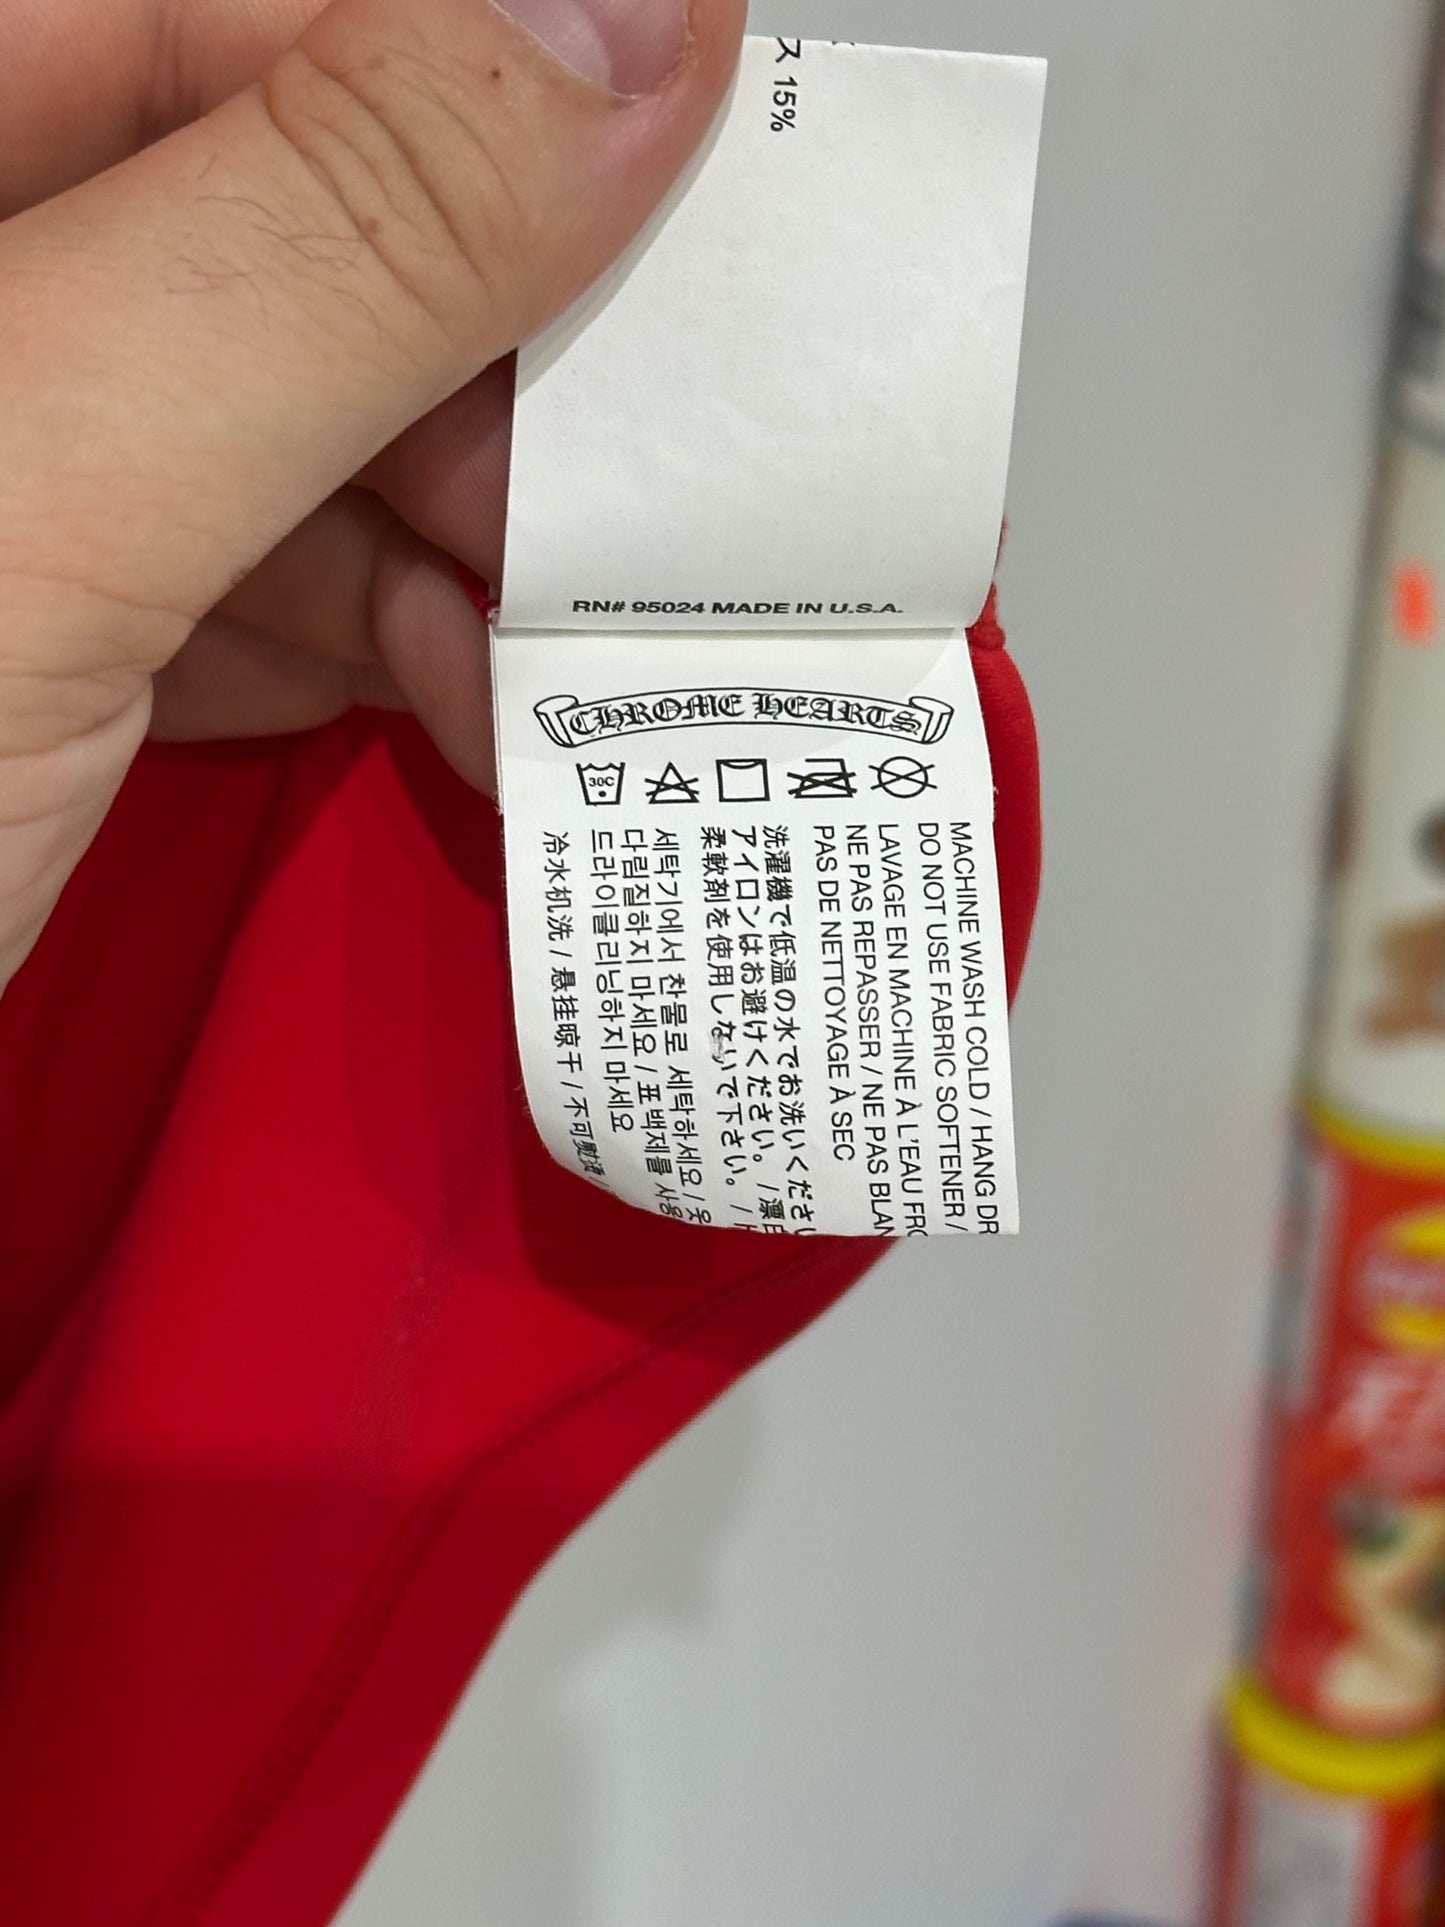 ス 15%
RN# 95024 MADE IN U.S.A.
CHROME HEARTS
30C
MACHINE WASH COLD / HANG DR
DO NOT USE FABRIC SOFTENER /
LAVAGE EN MACHINE À L'EAU FRO
NE PAS REPASSER / NE PAS BLAN
PAS DE NETTOYAGE À SEC
洗濯機で低温の水でお洗いくださ
アイロンはお避けください。 / 漂白
柔軟剤を使用しないで下さい。 /
세탁기에서 찬물로 세탁하세요 / 옷
다림질하지 마세요 / 표백제를 사용
드라이클리닝하지 마세요
冷水机洗 / 悬挂晾干 / 不可熨烫 /